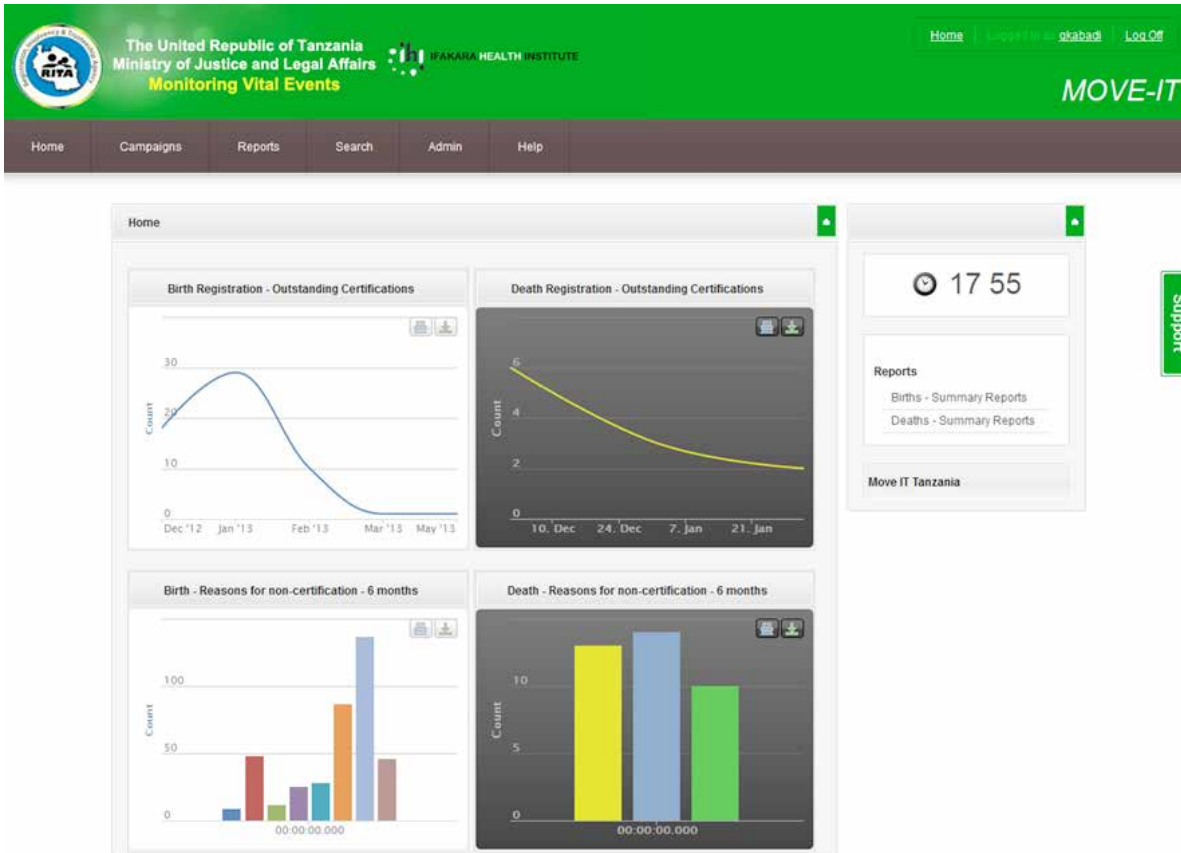 RITA
The United Republic of Tanzania
Ministry of Justice and Legal Affairs
Monitoring Vital Events
ihi IFAKARA HEALTH INSTITUTE
Home Logged in as gkabadi Log Off
MOVE-IT
Home Campaigns Reports Search Admin Help
Home
Birth Registration - Outstanding Certifications
Count
30
20
10
0
Dec '12 Jan '13 Feb '13 Mar '13 May '13
Death Registration - Outstanding Certifications
Count
6
4
2
0
10. Dec 24. Dec 7. Jan 21. Jan
Birth - Reasons for non-certification - 6 months
Count
100
50
0
00:00:00.000
Death - Reasons for non-certification - 6 months
Count
10
5
0
00:00:00.000
17 55
Reports
Births - Summary Reports
Deaths - Summary Reports
Move IT Tanzania
Support